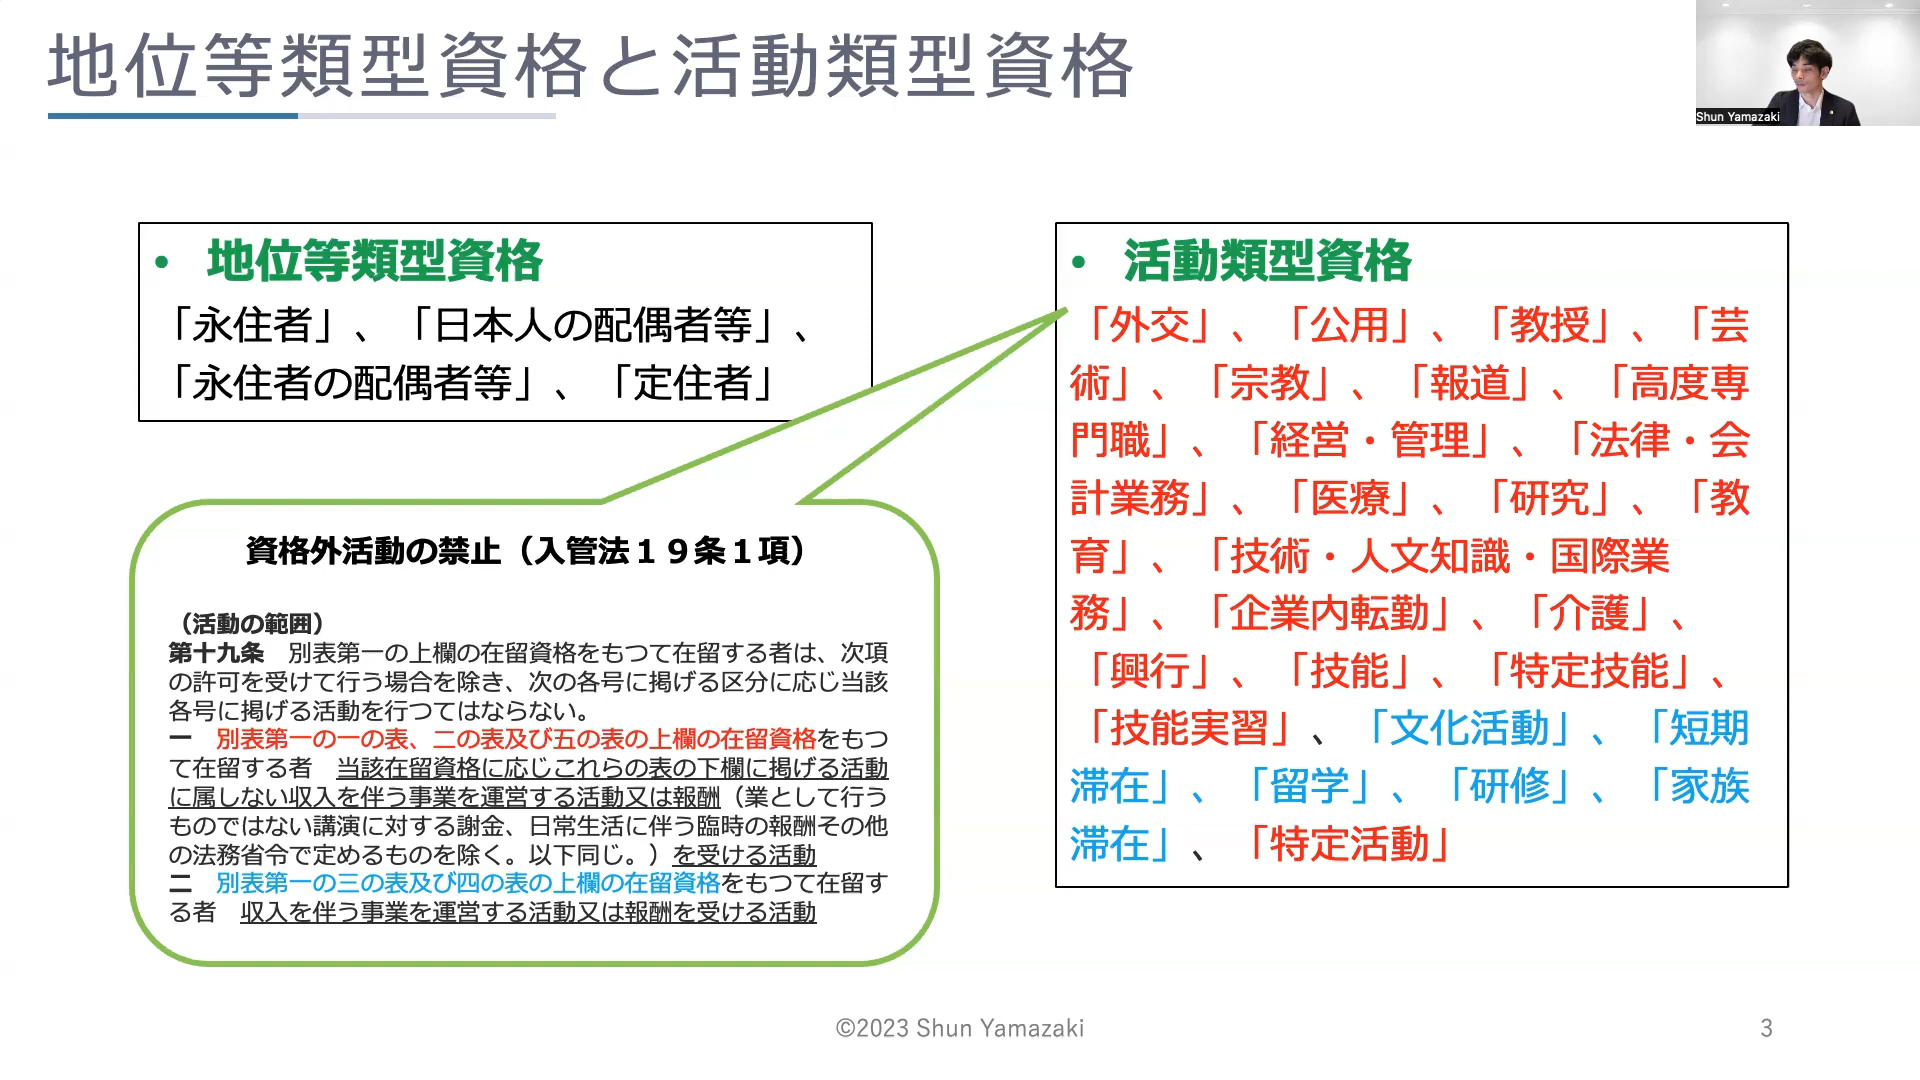 地位等類型資格と活動類型資格
Shun Yamazaki
• 地位等類型資格
「永住者」、「日本人の配偶者等」、
「永住者の配偶者等」、「定住者」
• 活動類型資格
「外交」、「公用」、「教授」、「芸
術」、「宗教」、「報道」、「高度専
門職」、「経営・管理」、「法律・会
計業務」、「医療」、「研究」、「教
育」、「技術・人文知識・国際業
務」、「企業内転勤」、「介護」、
「興行」、「技能」、「特定技能」、
「技能実習」、「文化活動」、「短期
滞在」、「留学」、「研修」、「家族
滞在」、「特定活動」
資格外活動の禁止（入管法１９条１項）
（活動の範囲）
第十九条　別表第一の上欄の在留資格をもつて在留する者は、次項
の許可を受けて行う場合を除き、次の各号に掲げる区分に応じ当該
各号に掲げる活動を行つてはならない。
一　別表第一の一の表、二の表及び五の表の上欄の在留資格をもつ
て在留する者　当該在留資格に応じこれらの表の下欄に掲げる活動
に属しない収入を伴う事業を運営する活動又は報酬（業として行う
ものではない講演に対する謝金、日常生活に伴う臨時の報酬その他
の法務省令で定めるものを除く。以下同じ。）を受ける活動
二　別表第一の三の表及び四の表の上欄の在留資格をもつて在留す
る者　収入を伴う事業を運営する活動又は報酬を受ける活動
©2023 Shun Yamazaki
3